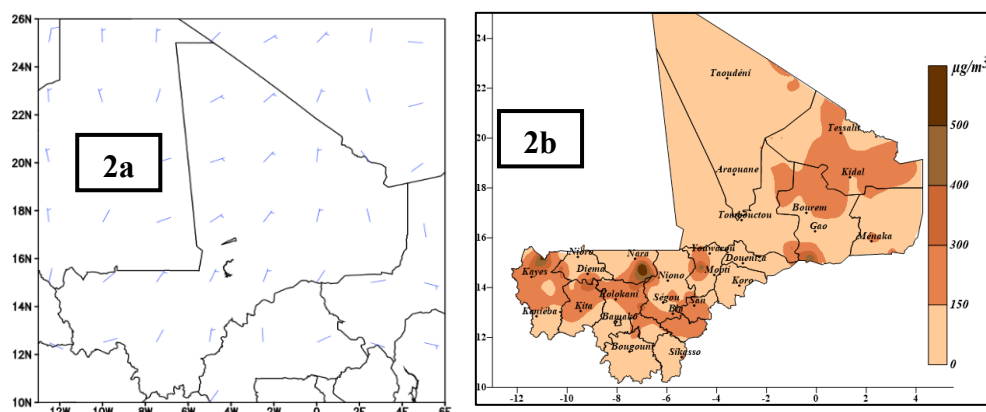 26N
24N
22N
20N
18N
16N
14N
12N
10N
12W 10W 8W 6W 4W 2W 0 2E 4E 6E
2a
2b
24
22
20
18
16
14
12
10
-12 -10 -8 -6 -4 -2 0 2 4
Taoudéni
Tessalit
Araouane
Kidal
Tombouctou
Bourem
Gao
Ménaka
Nioro
Nara
Youwarou
Douentza
Kayes
Diema
Niono
Mopti
Koro
Kolokani
Ségou
San
Kita
Bla
Kéniéba
Bamako
Bougouni
Sikasso
µg/m³
500
400
300
150
0